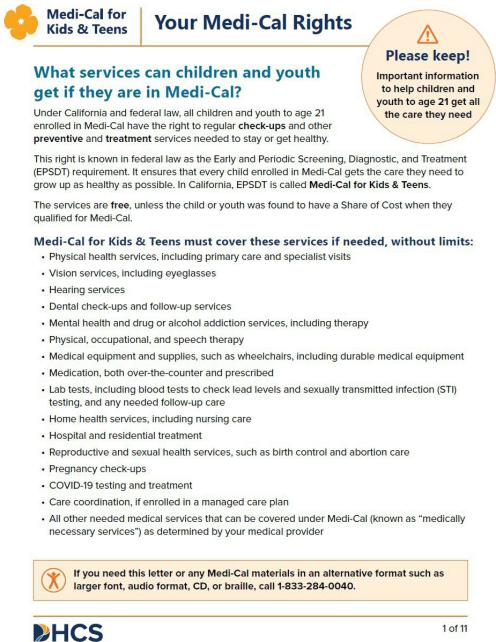 Medi-Cal for
Kids & Teens
Your Medi-Cal Rights
Please keep!
Important information
to help children and
youth to age 21 get all
the care they need
What services can children and youth
get if they are in Medi-Cal?
Under California and federal law, all children and youth to age 21
enrolled in Medi-Cal have the right to regular check-ups and other
preventive and treatment services needed to stay or get healthy.
This right is known in federal law as the Early and Periodic Screening, Diagnostic, and Treatment
(EPSDT) requirement. It ensures that every child enrolled in Medi-Cal gets the care they need to
grow up as healthy as possible. In California, EPSDT is called Medi-Cal for Kids & Teens.
The services are free, unless the child or youth was found to have a Share of Cost when they
qualified for Medi-Cal.
Medi-Cal for Kids & Teens must cover these services if needed, without limits:
• Physical health services, including primary care and specialist visits
• Vision services, including eyeglasses
• Hearing services
• Dental check-ups and follow-up services
• Mental health and drug or alcohol addiction services, including therapy
• Physical, occupational, and speech therapy
• Medical equipment and supplies, such as wheelchairs, including durable medical equipment
• Medication, both over-the-counter and prescribed
• Lab tests, including blood tests to check lead levels and sexually transmitted infection (STI)
testing, and any needed follow-up care
• Home health services, including nursing care
• Hospital and residential treatment
• Reproductive and sexual health services, such as birth control and abortion care
• Pregnancy check-ups
• COVID-19 testing and treatment
• Care coordination, if enrolled in a managed care plan
• All other needed medical services that can be covered under Medi-Cal (known as “medically
necessary services”) as determined by your medical provider
If you need this letter or any Medi-Cal materials in an alternative format such as
larger font, audio format, CD, or braille, call 1-833-284-0040.
DHCS
1 of 11